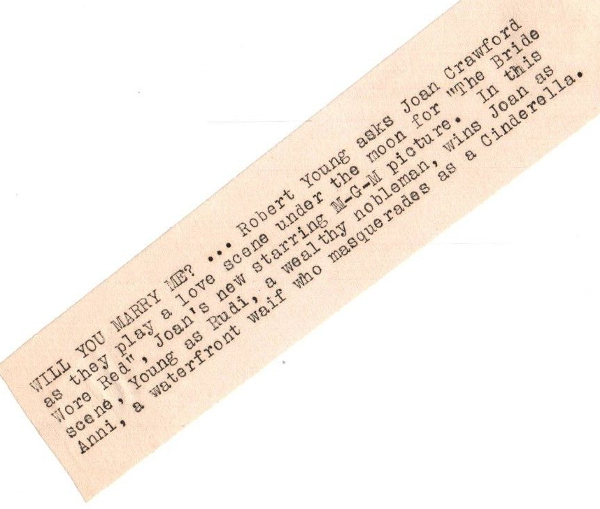 WILL YOU MARRY ME? ... Robert Young asks Joan Crawford
as they play a love scene under the moon for "The Bride
Wore Red", Joan's new starring M-G-M picture. In this
scene, Young as Rudi, a wealthy nobleman, wins Joan as
Anni, a waterfront waif who masquerades as a Cinderella.